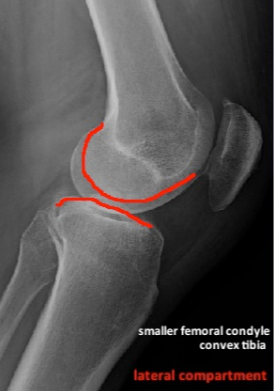 smaller femoral condyle
convex tibia
lateral compartment